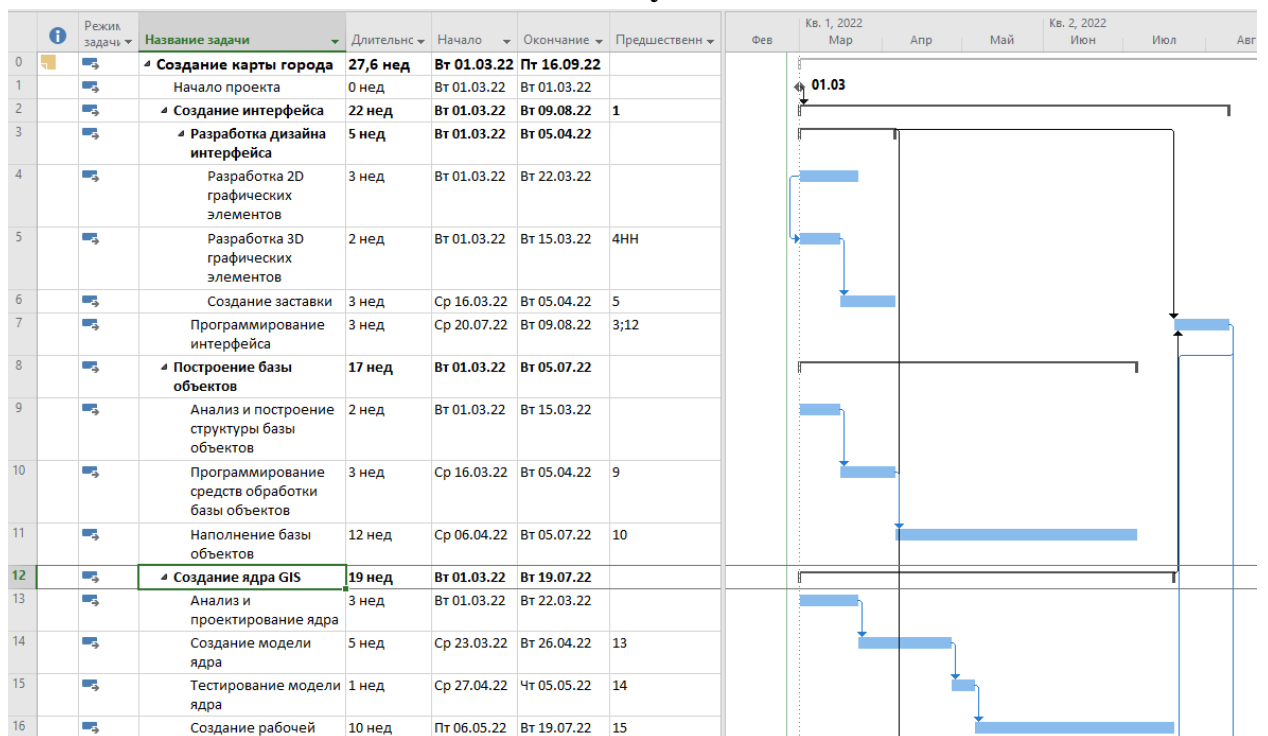 Режим задачи Название задачи Длительнс Начало Окончание Предшественн
Кв. 1, 2022 Кв. 2, 2022
Фев Мар Апр Май Июн Июл Авг
0 Создание карты города 27,6 нед Вт 01.03.22 Пт 16.09.22
1 Начало проекта 0 нед Вт 01.03.22 Вт 01.03.22 01.03
2 Создание интерфейса 22 нед Вт 01.03.22 Вт 09.08.22 1
3 Разработка дизайна 5 нед Вт 01.03.22 Вт 05.04.22
интерфейса
4 Разработка 2D 3 нед Вт 01.03.22 Вт 22.03.22
графических
элементов
5 Разработка 3D 2 нед Вт 01.03.22 Вт 15.03.22 4НН
графических
элементов
6 Создание заставки 3 нед Ср 16.03.22 Вт 05.04.22 5
7 Программирование 3 нед Ср 20.07.22 Вт 09.08.22 3;12
интерфейса
8 Построение базы 17 нед Вт 01.03.22 Вт 05.07.22
объектов
9 Анализ и построение 2 нед Вт 01.03.22 Вт 15.03.22
структуры базы
объектов
10 Программирование 3 нед Ср 16.03.22 Вт 05.04.22 9
средств обработки
базы объектов
11 Наполнение базы 12 нед Ср 06.04.22 Вт 05.07.22 10
объектов
12 Создание ядра GIS 19 нед Вт 01.03.22 Вт 19.07.22
13 Анализ и 3 нед Вт 01.03.22 Вт 22.03.22
проектирование ядра
14 Создание модели 5 нед Ср 23.03.22 Вт 26.04.22 13
ядра
15 Тестирование модели 1 нед Ср 27.04.22 Чт 05.05.22 14
ядра
16 Создание рабочей 10 нед Пт 06.05.22 Вт 19.07.22 15